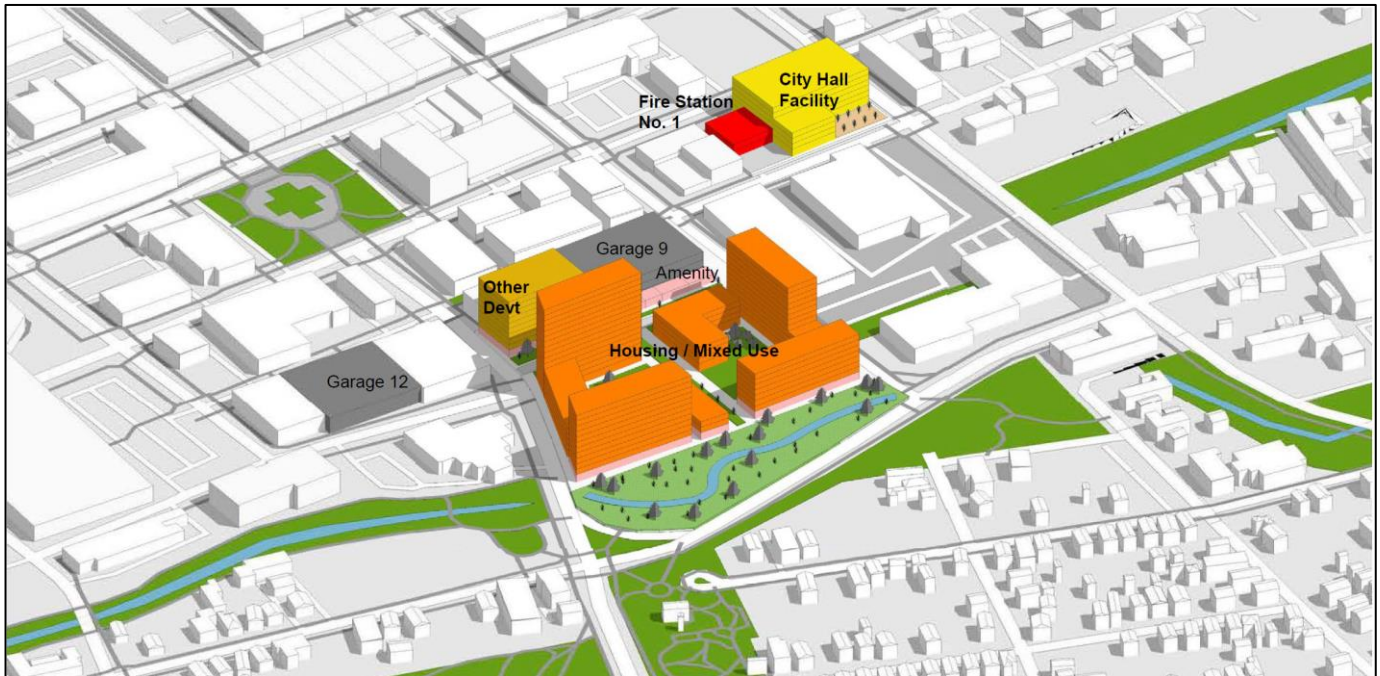 City Hall
Facility
Fire Station
No. 1
Garage 9
Amenity
Other
Devt
Housing / Mixed Use
Garage 12